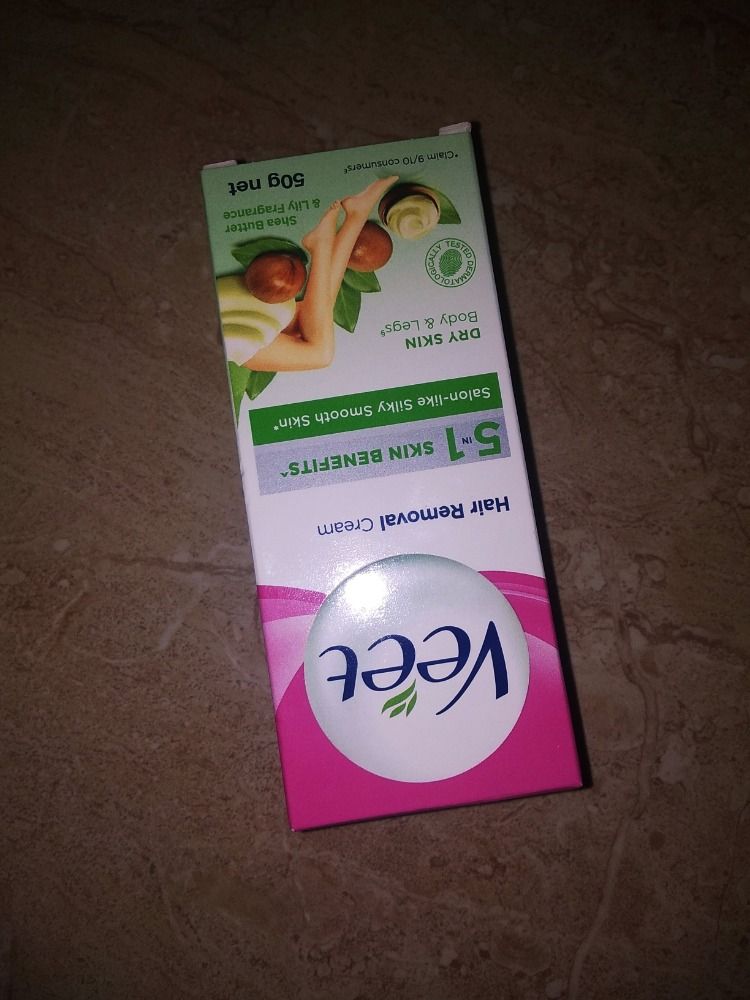 Veet
Hair Removal Cream
5 IN 1 SKIN BENEFITS^
Salon-like Silky Smooth Skin*
DRY SKIN
Body & Legs§
DERMATOLOGICALLY TESTED
Shea Butter
& Lily Fragrance
50g net
*Claim 9/10 consumers£